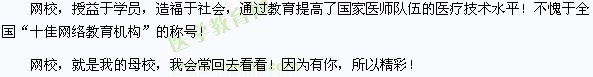 网校，授益于学员，造福于社会，通过教育提高了国家医师队伍的医疗技术水平！不愧于全
国“十佳网络教育机构”的称号！
网校，就是我的母校，我会常回去看看！因为有你，所以精彩！